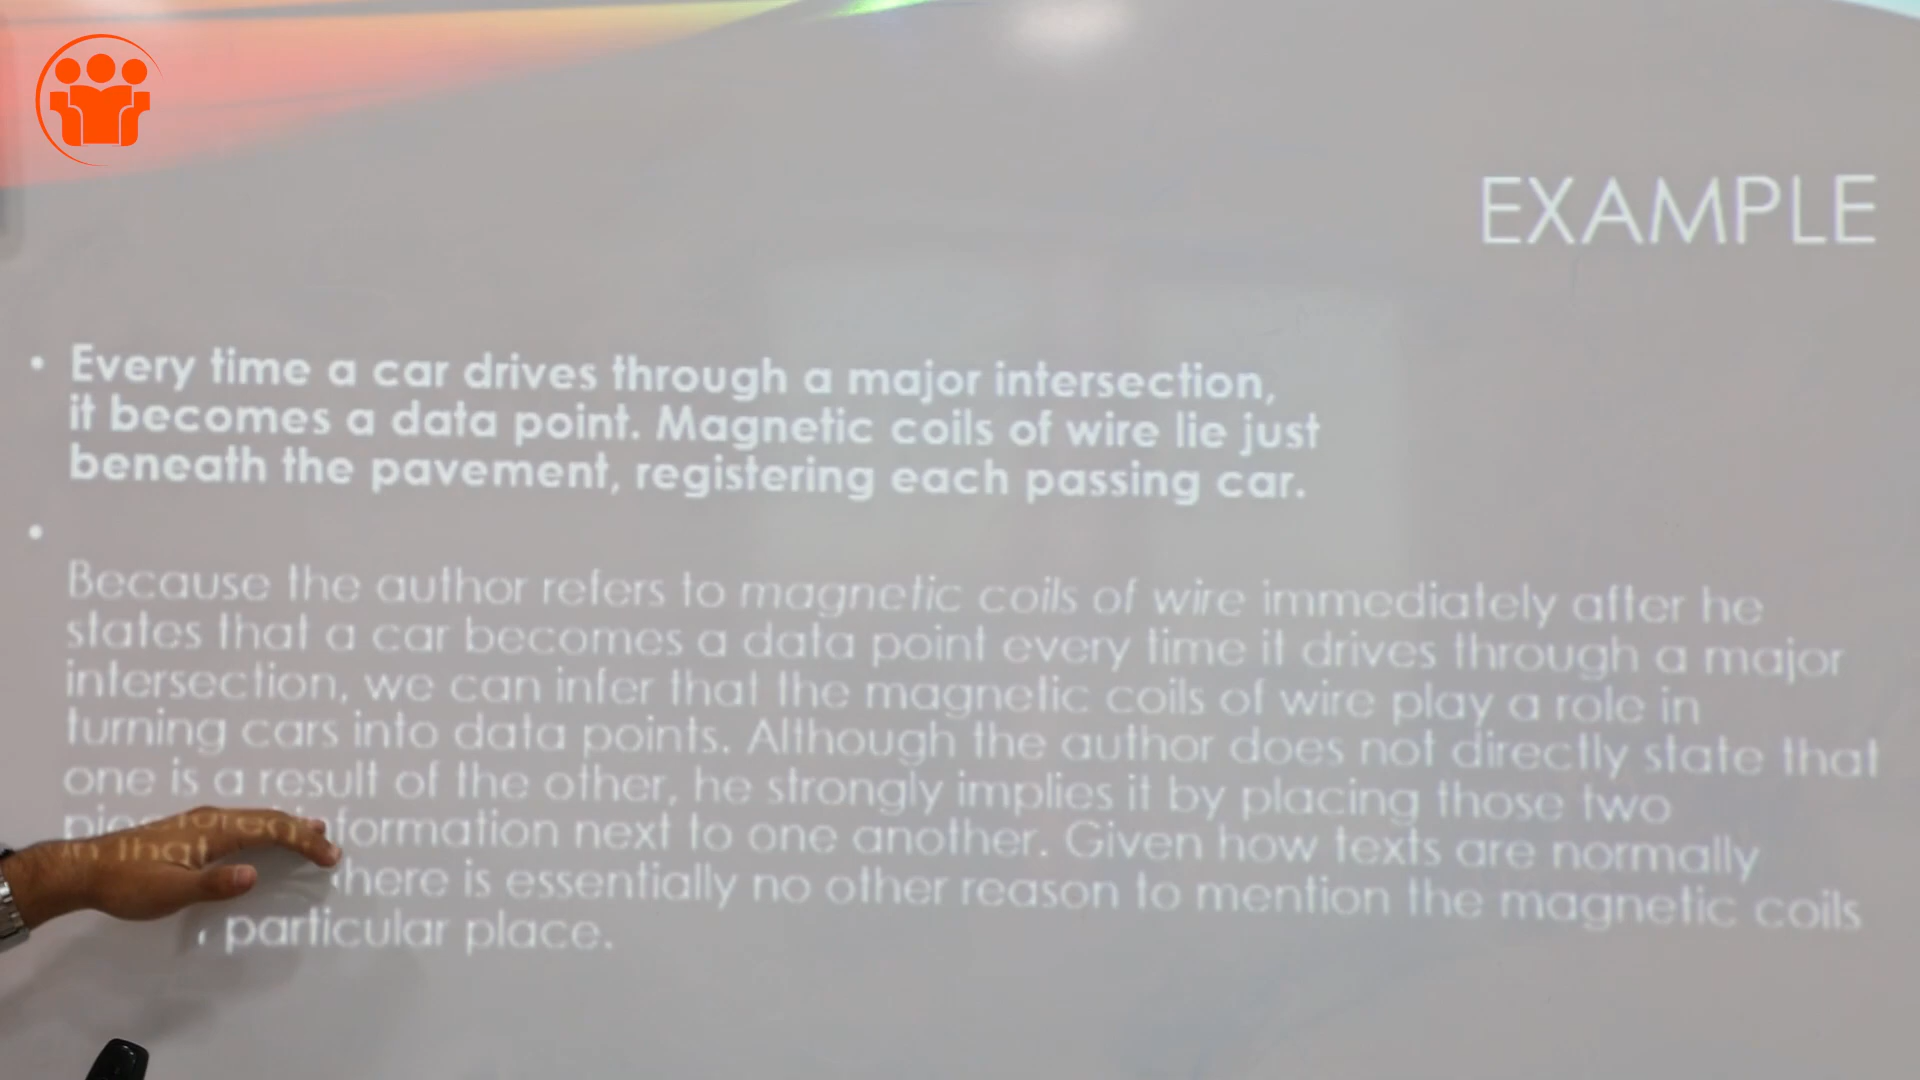 EXAMPLE
• Every time a car drives through a major intersection,
it becomes a data point. Magnetic coils of wire lie just
beneath the pavement, registering each passing car.
•
Because the author refers to magnetic coils of wire immediately after he
states that a car becomes a data point every time it drives through a major
intersection, we can infer that the magnetic coils of wire play a role in
turning cars into data points. Although the author does not directly state that
one is a result of the other, he strongly implies it by placing those two
formation next to one another. Given how texts are normally
there is essentially no other reason to mention the magnetic coils
in that particular place.